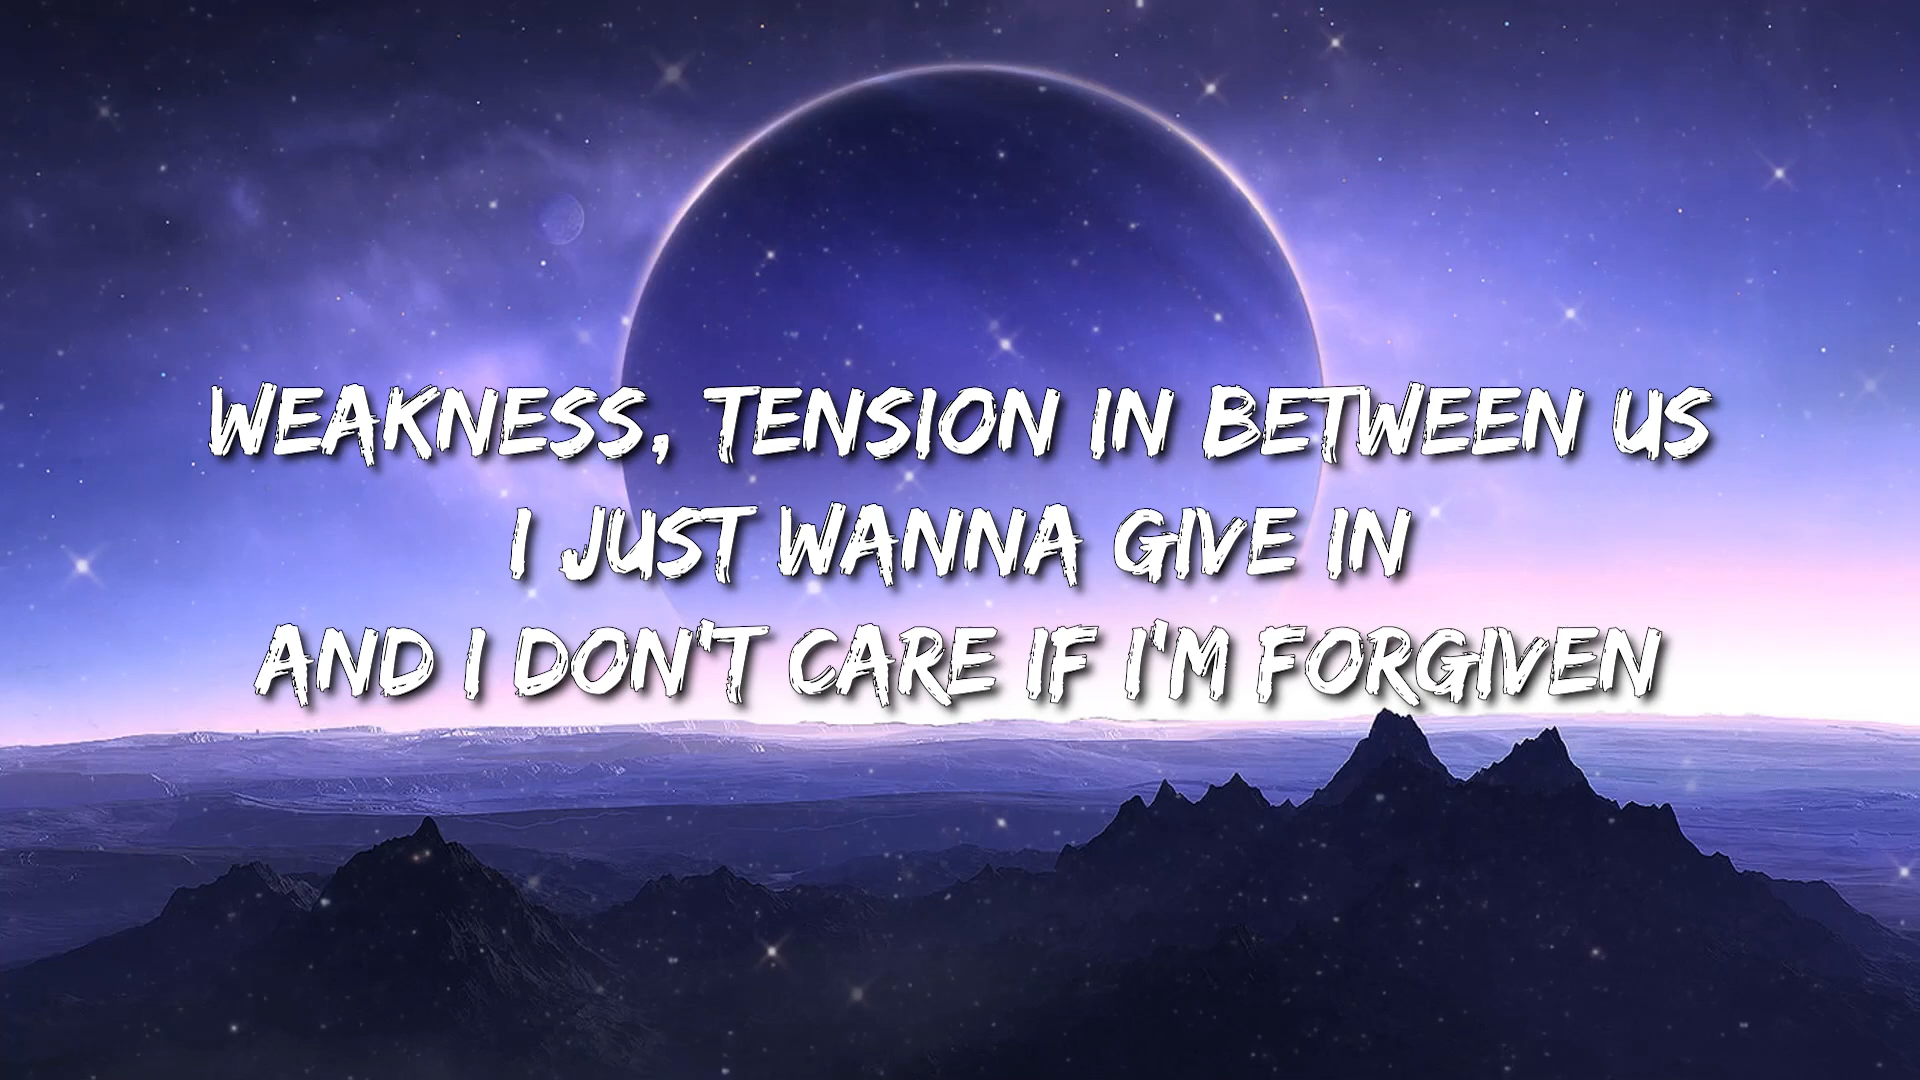 WEAKNESS, TENSION IN BETWEEN US
I JUST WANNA GIVE IN
AND I DON'T CARE IF I'M FORGIVEN